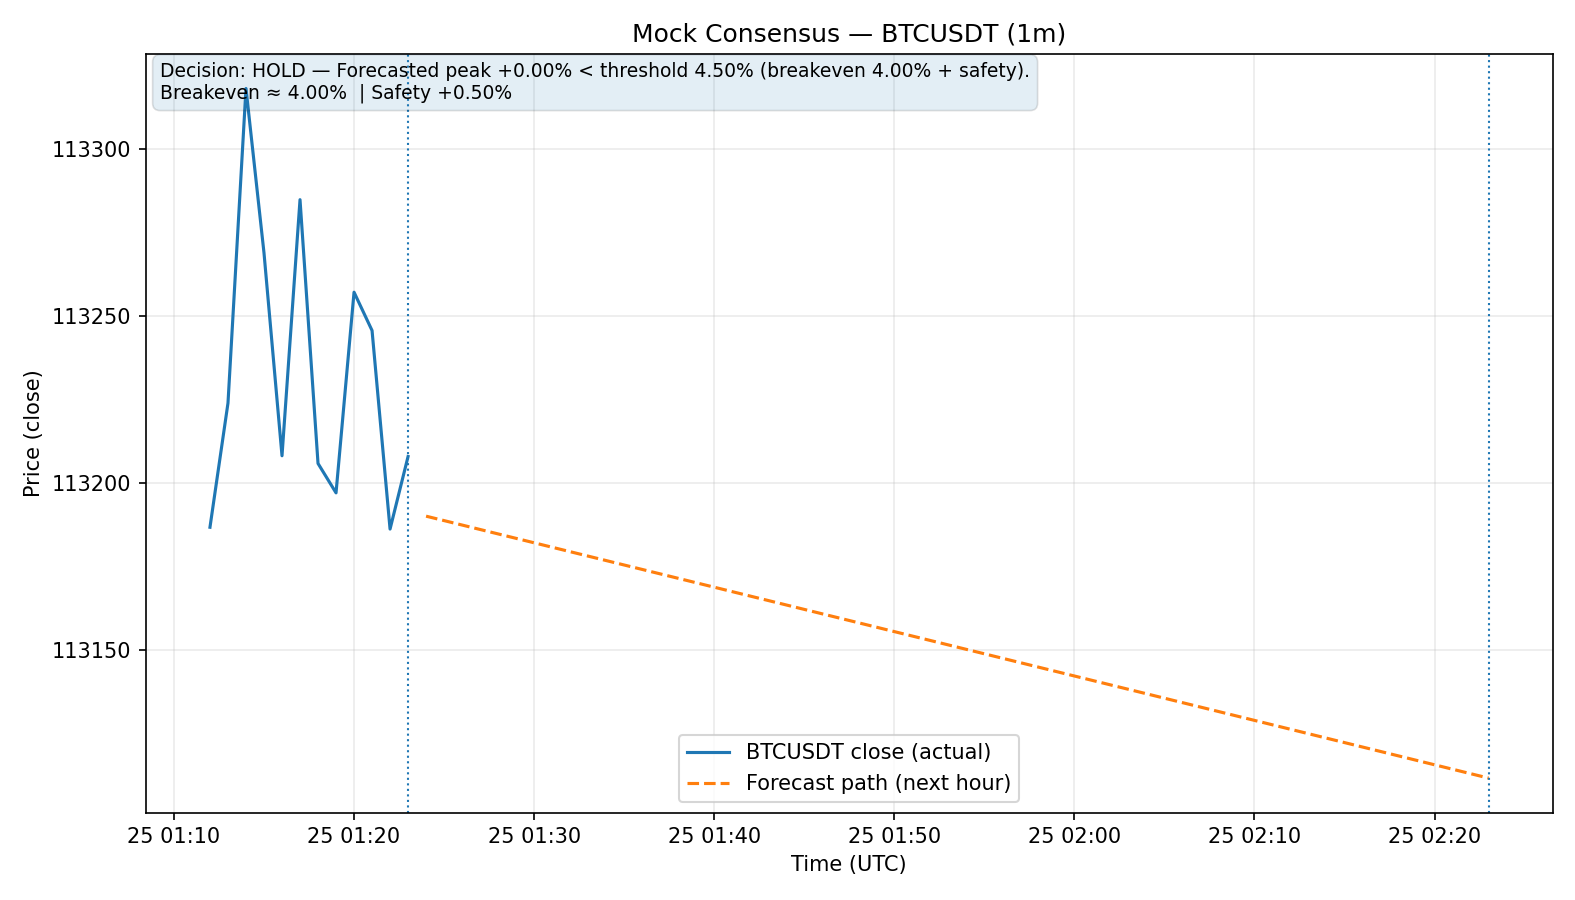 Mock Consensus — BTCUSDT (1m)
Decision: HOLD — Forecasted peak +0.00% < threshold 4.50% (breakeven 4.00% + safety).
Breakeven ≈ 4.00% | Safety +0.50%
113300
113250
113200
113150
Price (close)
BTCUSDT close (actual)
Forecast path (next hour)
25 01:10
25 01:20
25 01:30
25 01:40
25 01:50
25 02:00
25 02:10
25 02:20
Time (UTC)